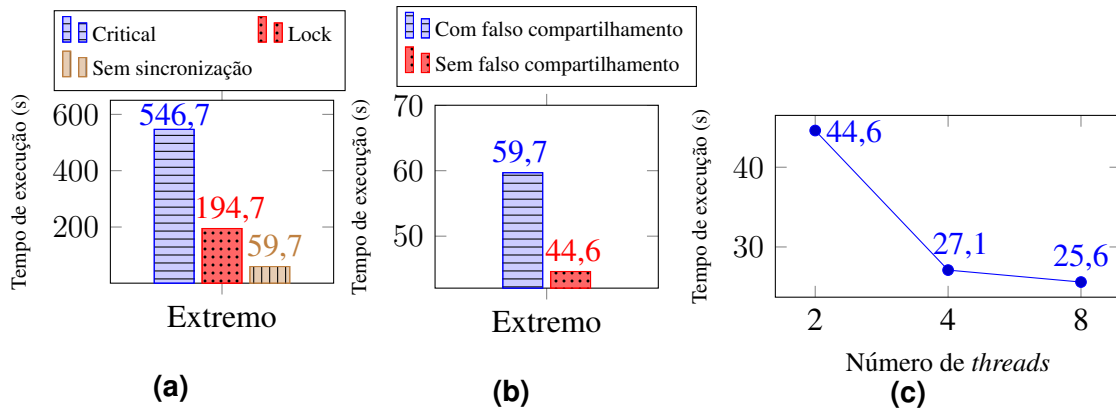 Critical
Lock
Sem sincronização
Tempo de execução (s)
600
400
200
546,7
194,7
59,7
Extremo
(a)
Com falso compartilhamento
Sem falso compartilhamento
Tempo de execução (s)
70
60
50
59,7
44,6
Extremo
(b)
Tempo de execução (s)
40
30
44,6
27,1
25,6
2
4
8
Número de threads
(c)